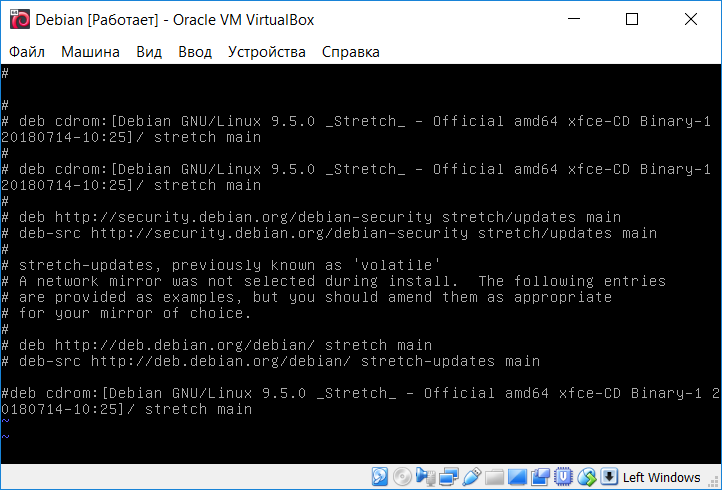 Debian [Работает] - Oracle VM VirtualBox
Файл Машина Вид Ввод Устройства Справка
#
#
# deb cdrom:[Debian GNU/Linux 9.5.0 _Stretch_ - Official amd64 xfce-CD Binary-1
20180714-10:25]/ stretch main
#
# deb cdrom:[Debian GNU/Linux 9.5.0 _Stretch_ - Official amd64 xfce-CD Binary-1
20180714-10:25]/ stretch main
#
# deb http://security.debian.org/debian-security stretch/updates main
# deb-src http://security.debian.org/debian-security stretch/updates main
#
# stretch-updates, previously known as 'volatile'
# A network mirror was not selected during install.  The following entries
# are provided as examples, but you should amend them as appropriate
# for your mirror of choice.
#
# deb http://deb.debian.org/debian/ stretch main
# deb-src http://deb.debian.org/debian/ stretch-updates main
#deb cdrom:[Debian GNU/Linux 9.5.0 _Stretch_ - Official amd64 xfce-CD Binary-1 2
0180714-10:25]/ stretch main
~
~
Left Windows